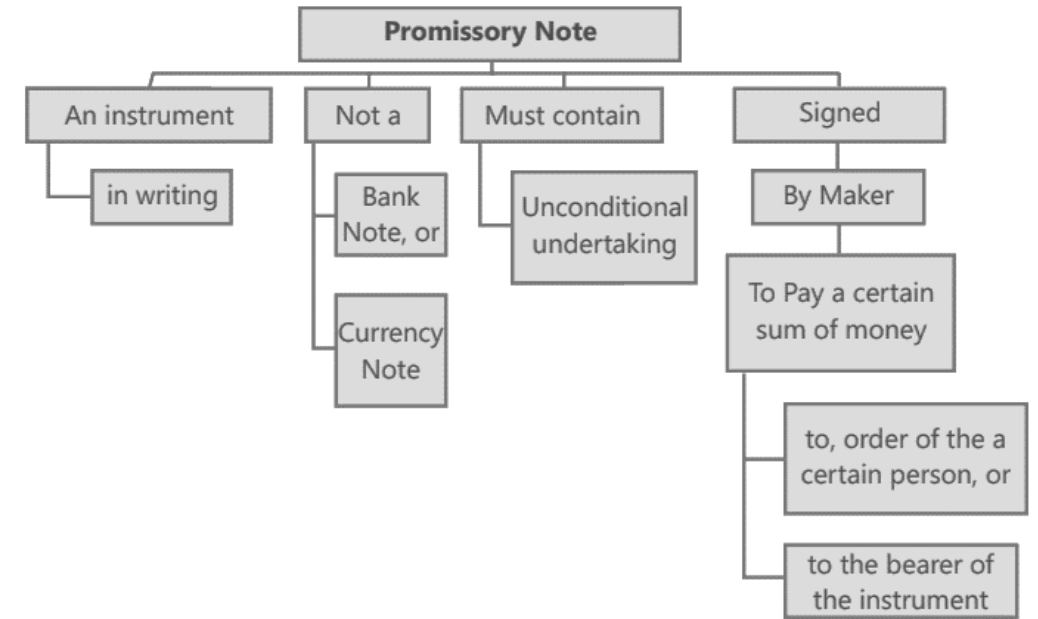 Promissory Note
An instrument
in writing
Not a
Bank
Note, or
Currency
Note
Must contain
Unconditional
undertaking
Signed
By Maker
To Pay a certain
sum of money
to, order of the a
certain person, or
to the bearer of
the instrument